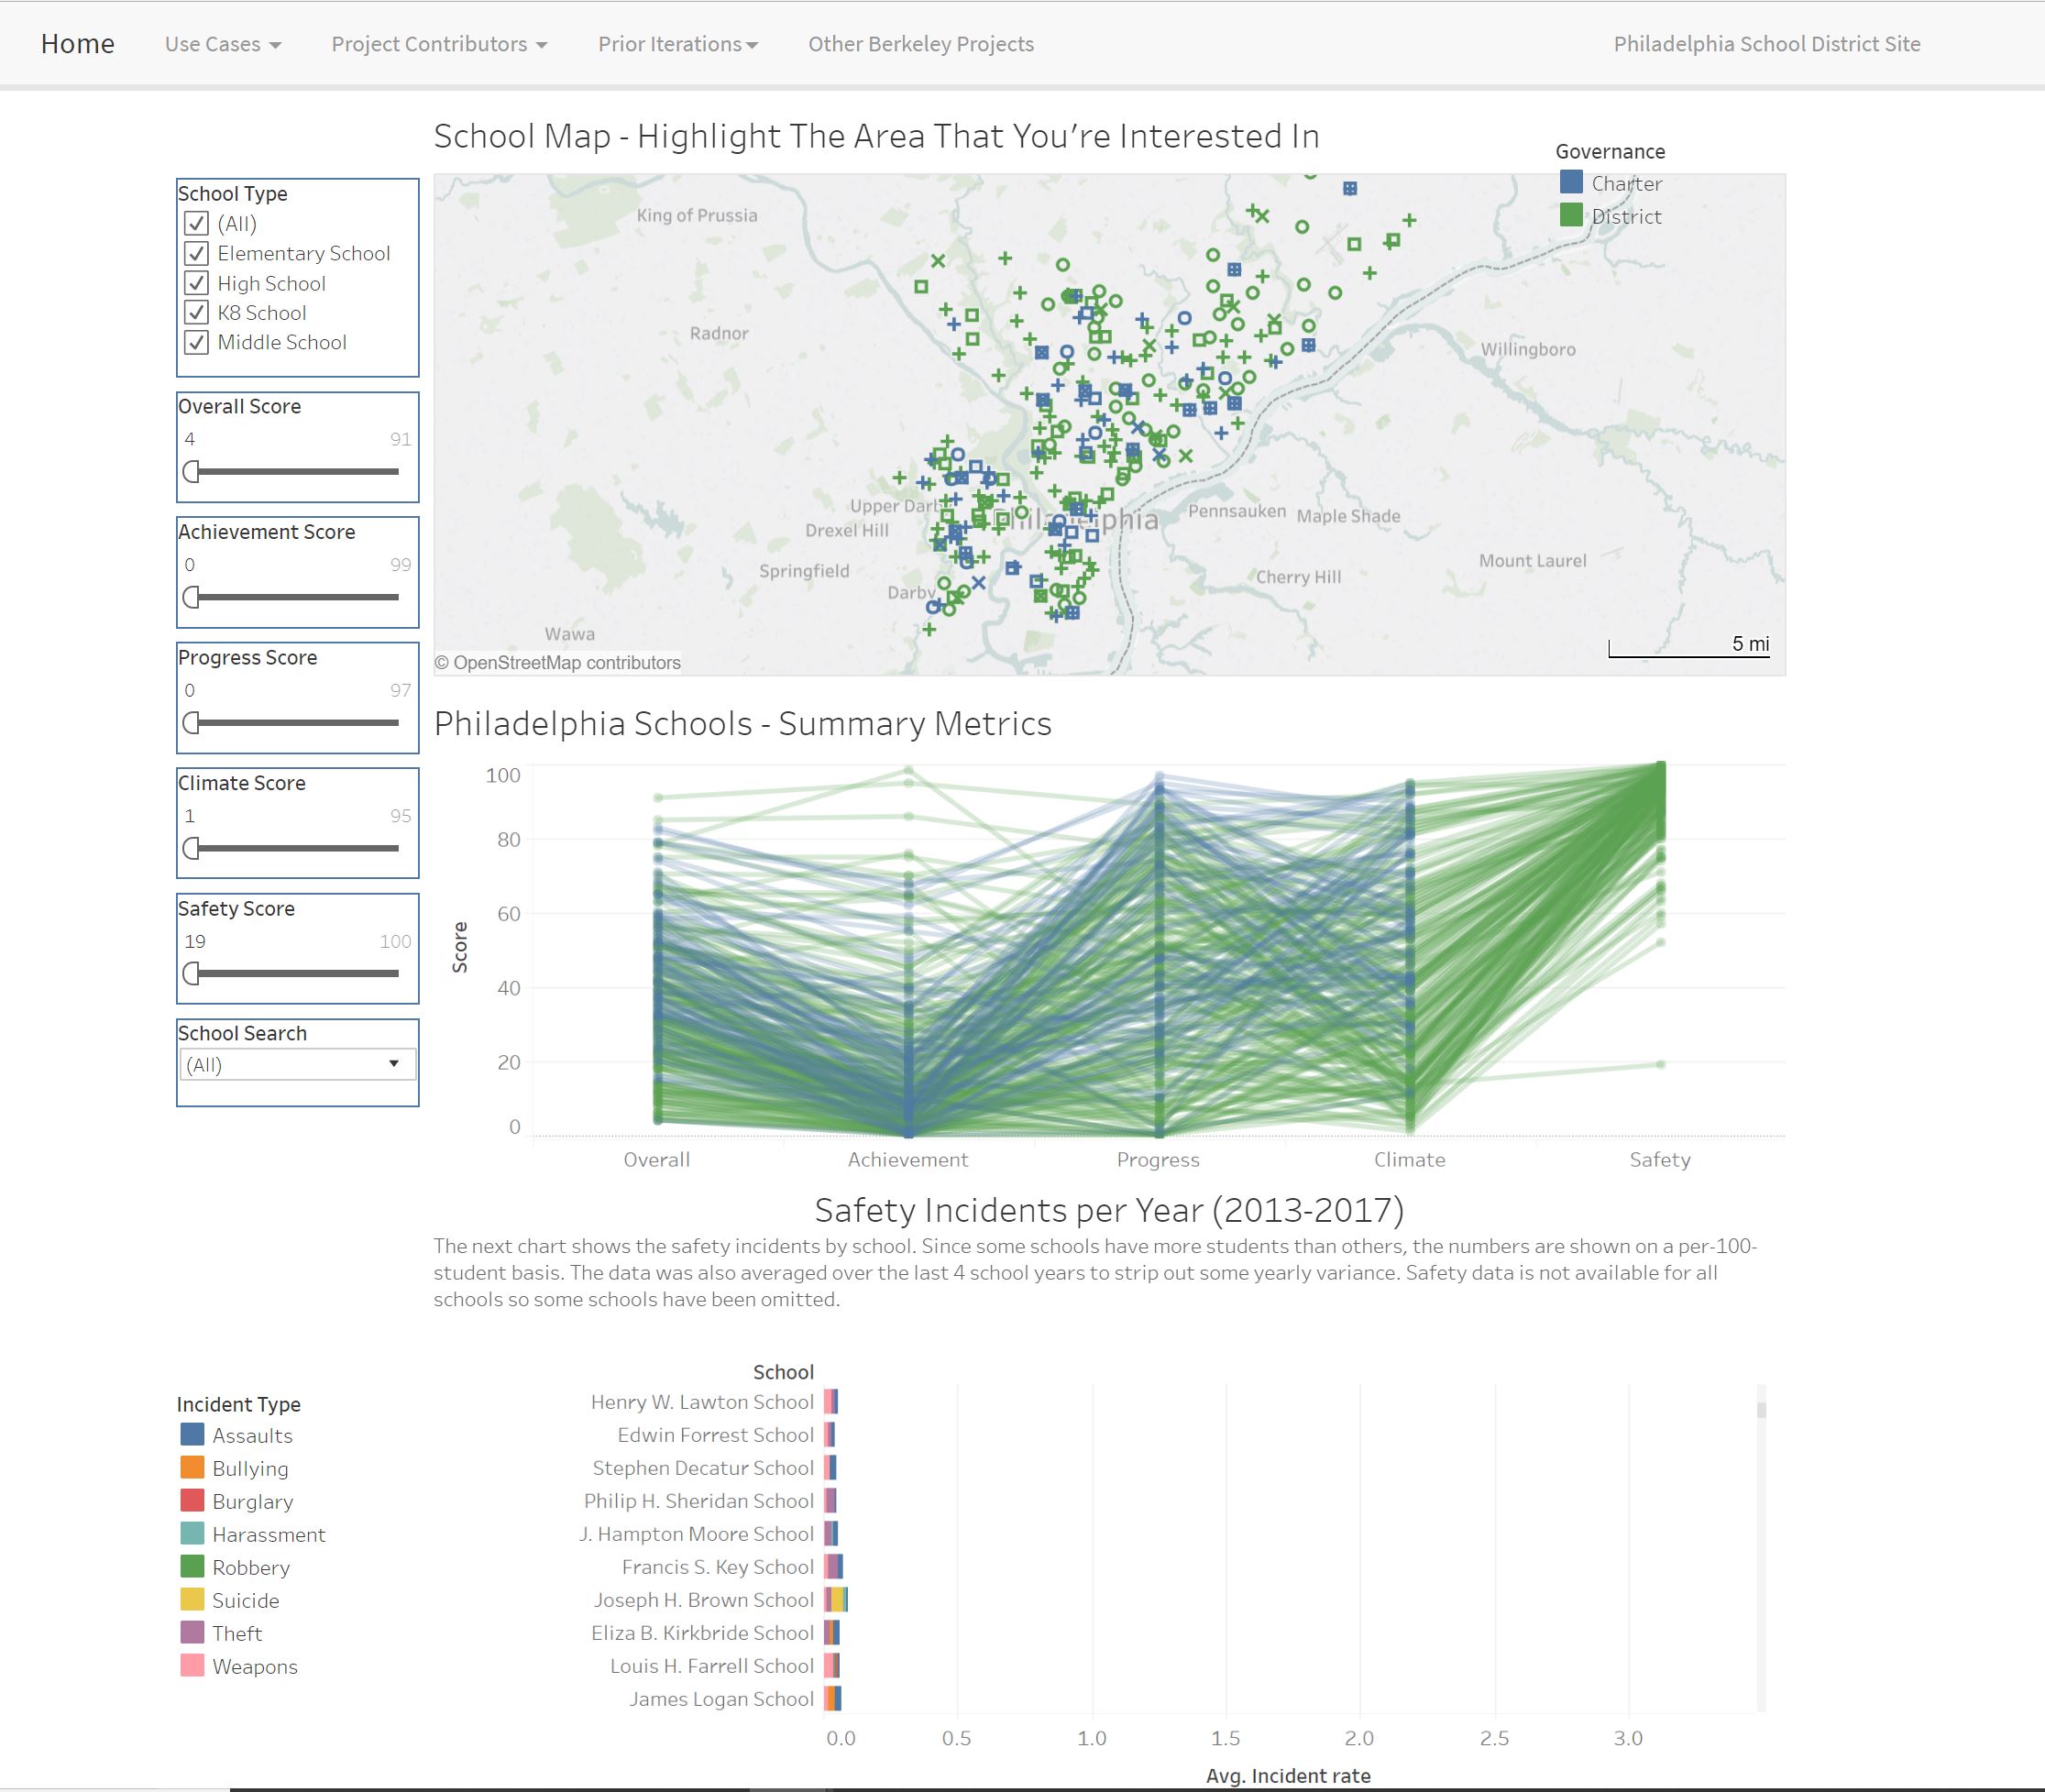 Home Use Cases Project Contributors Prior Iterations Other Berkeley Projects Philadelphia School District Site
School Map - Highlight The Area That You're Interested In
Governance
Charter
District
School Type
(All)
Elementary School
High School
K8 School
Middle School
Overall Score
4 91
Achievement Score
0 99
Progress Score
0 97
Climate Score
1 95
Safety Score
19 100
School Search
(All)
King of Prussia
Radnor
Willingboro
Upper Darb
Philadelphia
Pennsauken
Maple Shade
Drexel Hill
Springfield
Cherry Hill
Mount Laurel
Darby
Wawa
5 mi
© OpenStreetMap contributors
Philadelphia Schools - Summary Metrics
Score
100
80
60
40
20
0
Overall Achievement Progress Climate Safety
Safety Incidents per Year (2013-2017)
The next chart shows the safety incidents by school. Since some schools have more students than others, the numbers are shown on a per-100-
student basis. The data was also averaged over the last 4 school years to strip out some yearly variance. Safety data is not available for all
schools so some schools have been omitted.
Incident Type
Assaults
Bullying
Burglary
Harassment
Robbery
Suicide
Theft
Weapons
School
Henry W. Lawton School
Edwin Forrest School
Stephen Decatur School
Philip H. Sheridan School
J. Hampton Moore School
Francis S. Key School
Joseph H. Brown School
Eliza B. Kirkbride School
Louis H. Farrell School
James Logan School
0.0 0.5 1.0 1.5 2.0 2.5 3.0
Avg. Incident rate